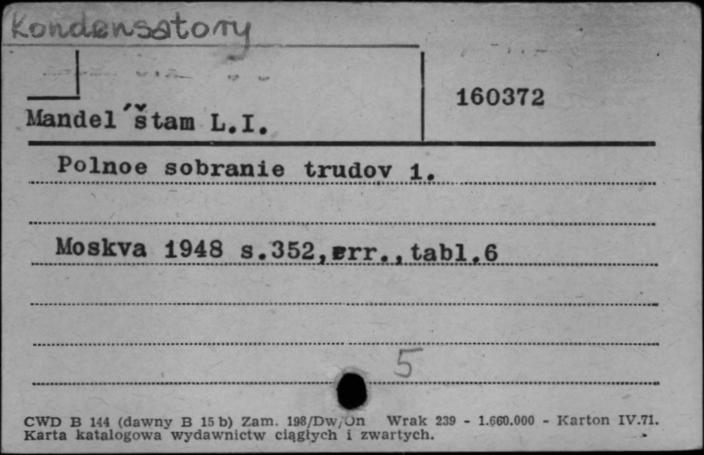 Kondensatory
160372
Mandel´štam L.I.
Polnoe sobranie trudov 1.
Moskva 1948 s.352,err.,tabl.6
5
CWD B 144 (dawny B 15 b) Zam. 198/Dw/On Wrak 239 - 1.660.000 - Karton IV.71.
Karta katalogowa wydawnictw ciągłych i zwartych.